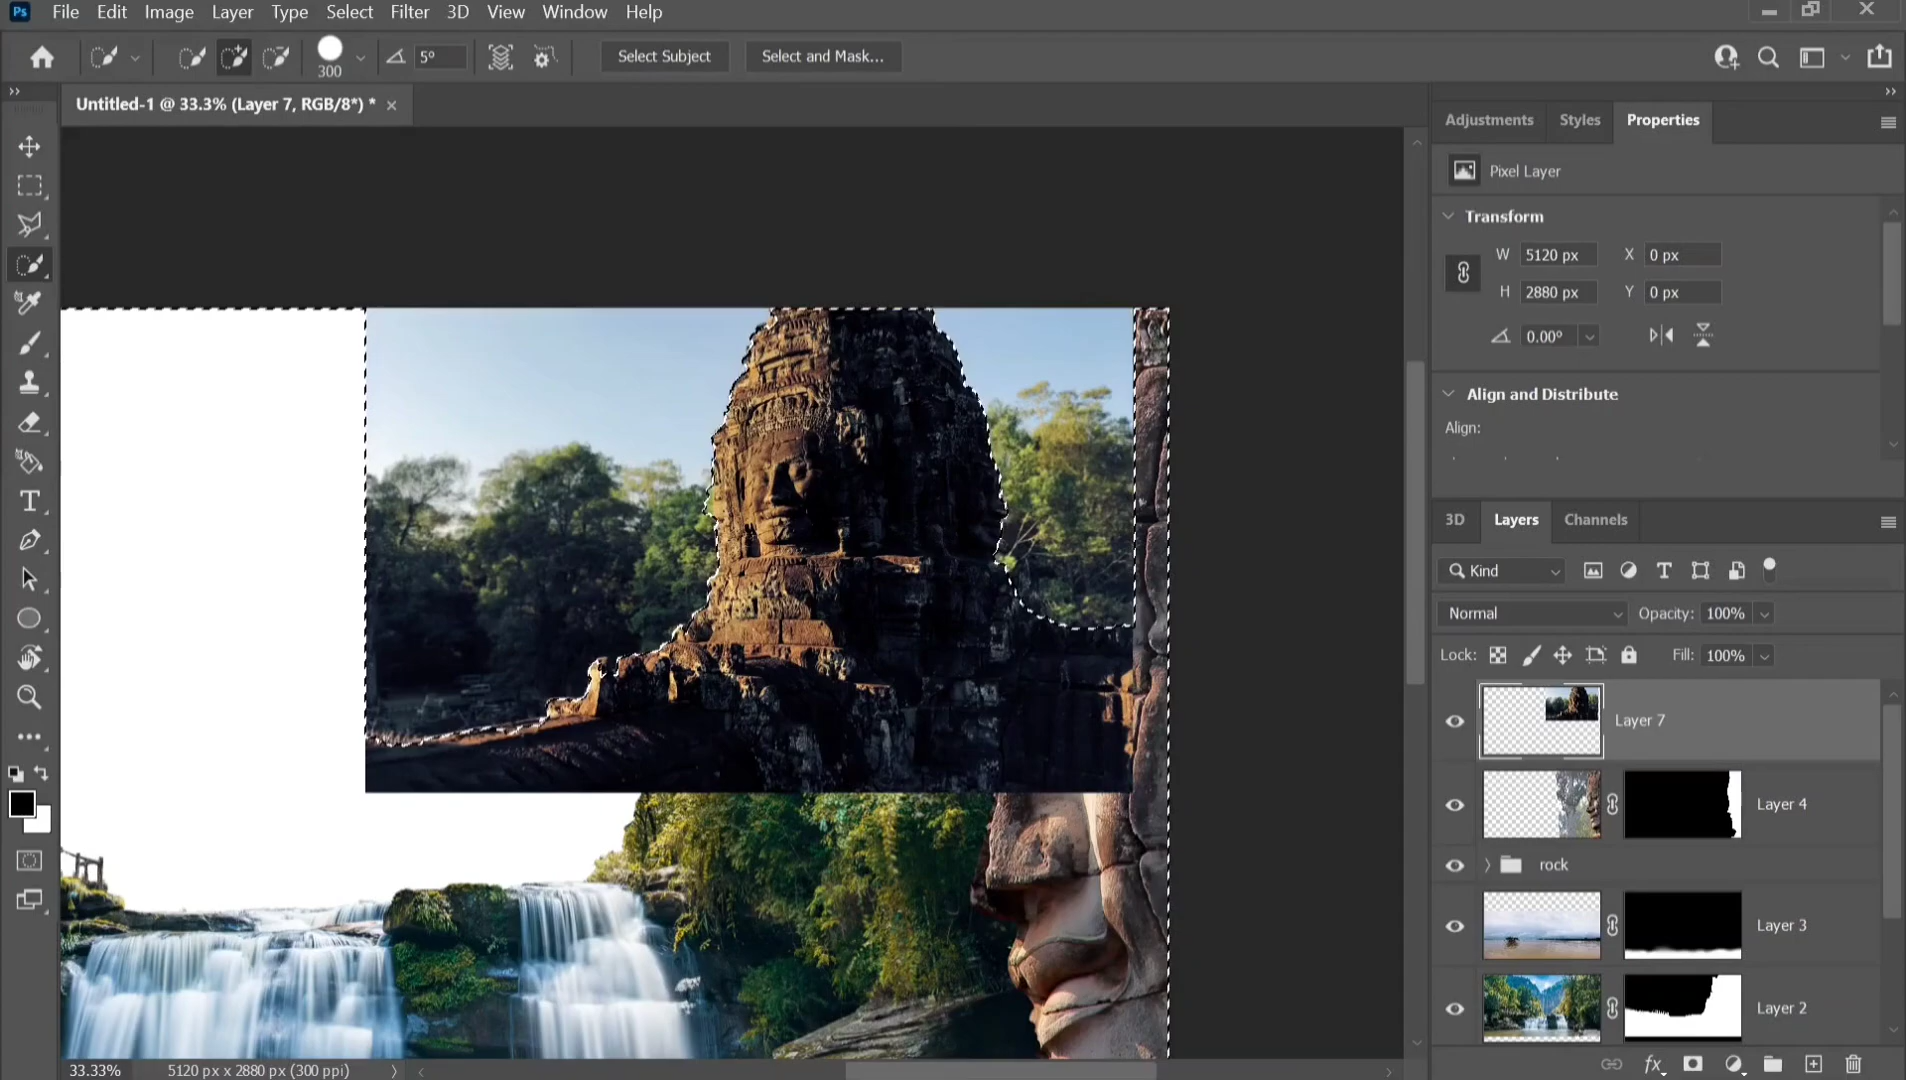 Ps File Edit Image Layer Type Select Filter 3D View Window Help
300 5° Select Subject Select and Mask...
Untitled-1 @ 33.3% (Layer 7, RGB/8*) *
Adjustments Styles Properties
Pixel Layer
Transform
W 5120 px X 0 px
H 2880 px Y 0 px
0.00°
Align and Distribute
Align:
3D Layers Channels
Kind
Normal Opacity: 100%
Lock: Fill: 100%
Layer 7
Layer 4
rock
Layer 3
Layer 2
33.33% 5120 px x 2880 px (300 ppi)